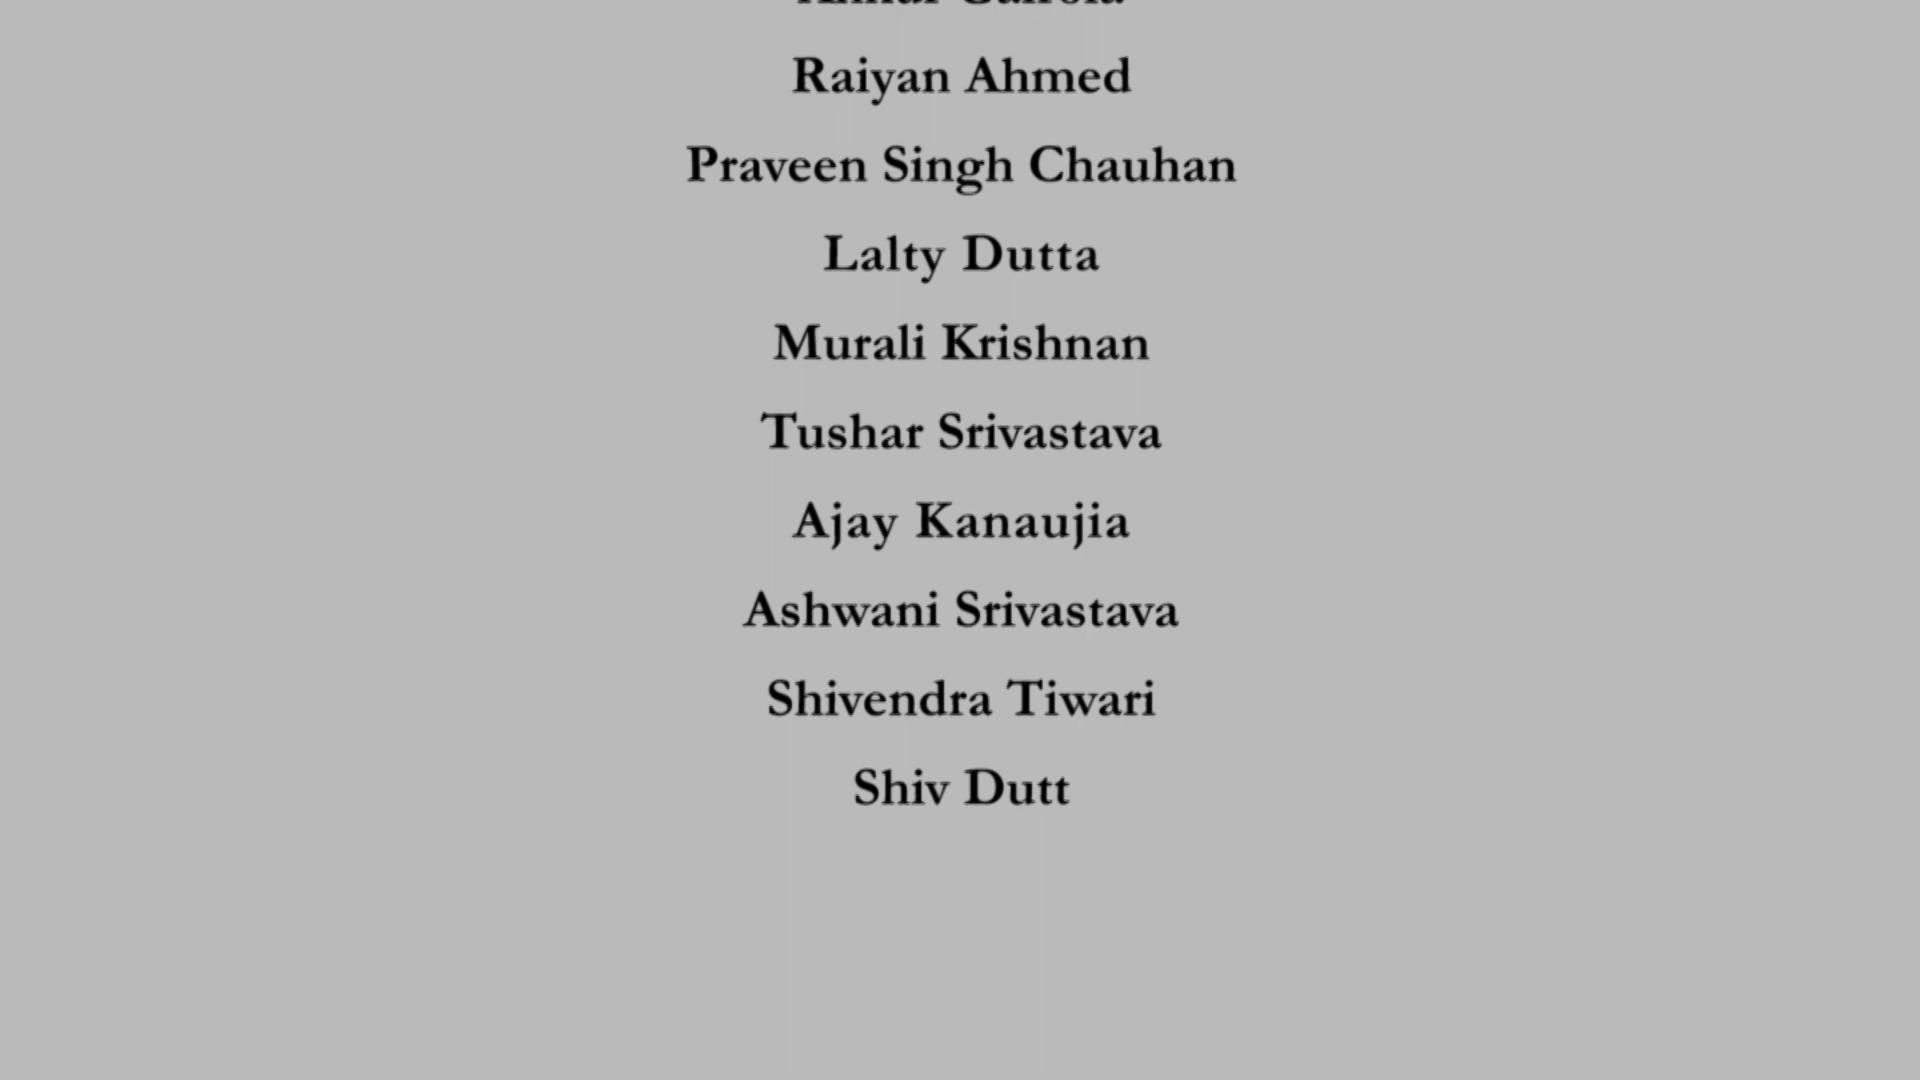 Raiyan Ahmed
Praveen Singh Chauhan
Lalty Dutta
Murali Krishnan
Tushar Srivastava
Ajay Kanaujia
Ashwani Srivastava
Shivendra Tiwari
Shiv Dutt